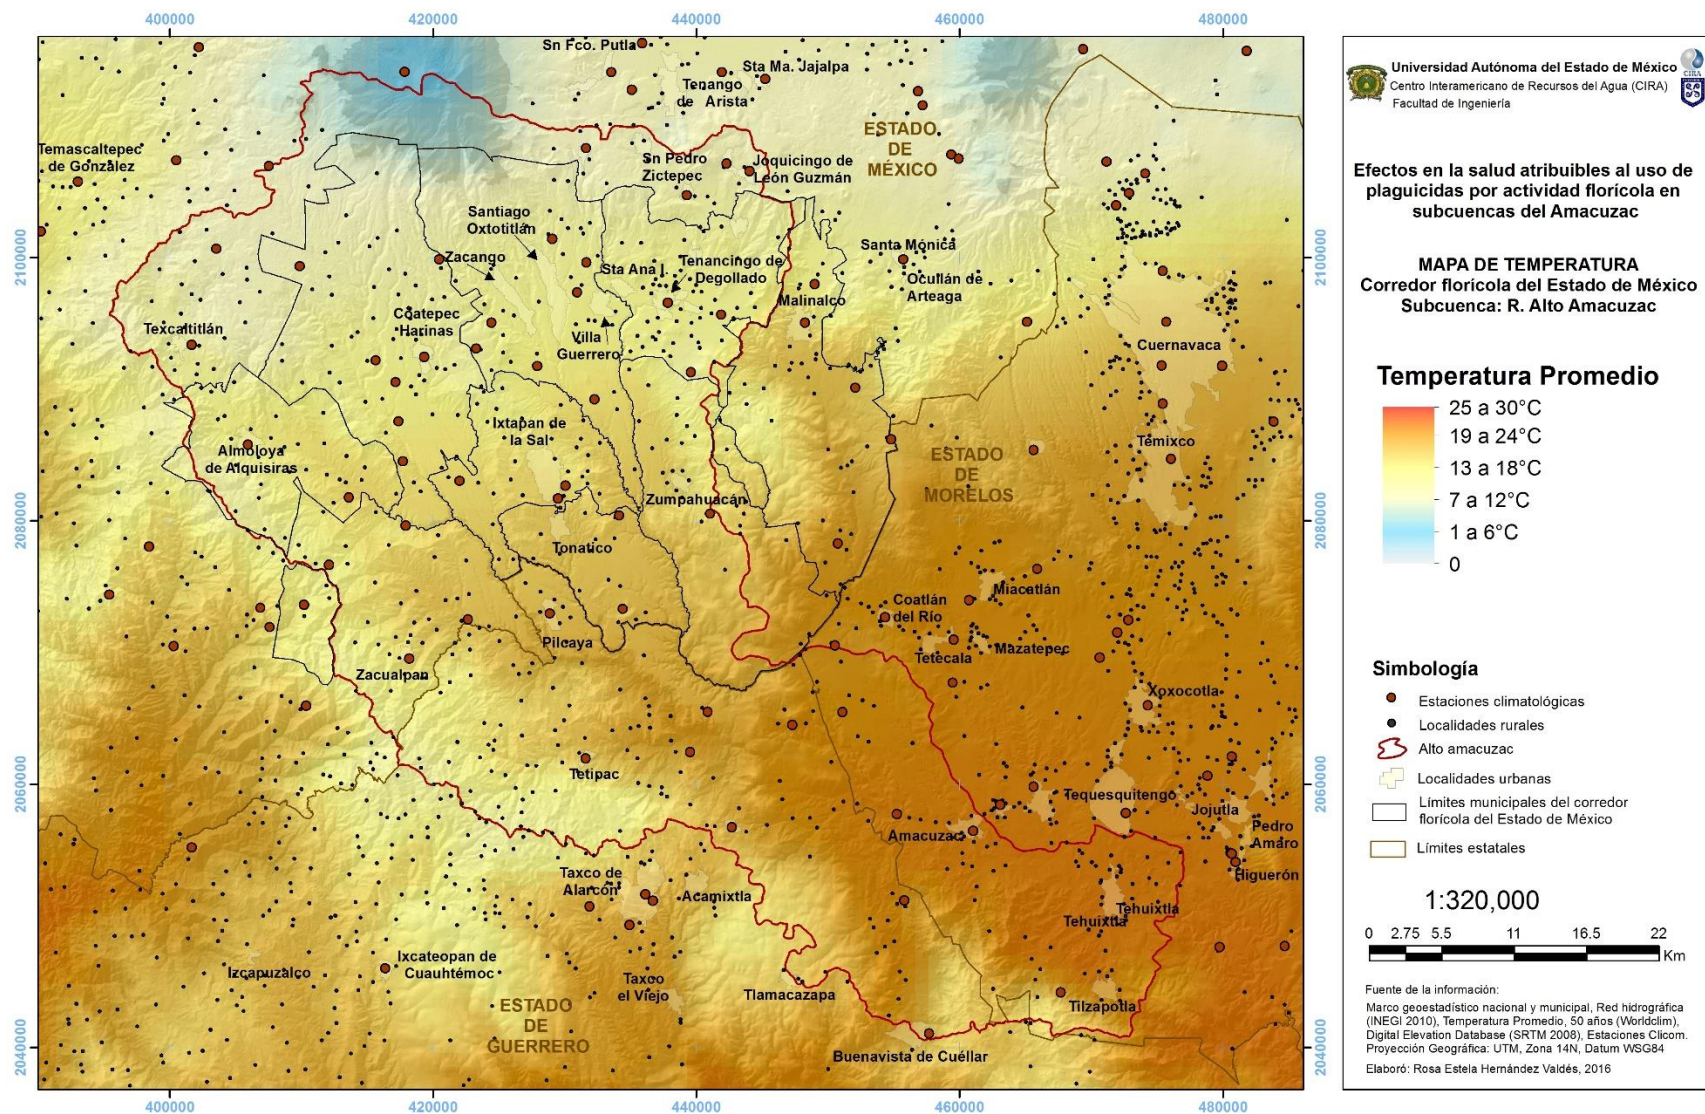 400000
420000
440000
460000
480000
Sn Fco. Putla
Sta Ma. Jajalpa
Tenango
de Arista
ESTADO
DE
MÉXICO
Temascaltepec
de González
Sn Pedro
Zictepec
Joquicingo de
León Guzmán
Santiago
Oxtotitlán
Zacango
Sta Ana I.
Tenancingo de
Degollado
Santa Mónica
Ocuilán de
Arteaga
Malinalco
2100000
2100000
Texcaltitlán
Coatepec
Harinas
Villa
Guerrero
Cuernavaca
Ixtapan de
la Sal
Almoloya
de Alquisiras
Temixco
ESTADO
DE
MORELOS
Zumpahuacán
2080000
2080000
Tonatico
Miacatlán
Coatlán
del Río
Pilcaya
Tetecala
Mazatepec
Zacualpan
Xoxocotla
Tetipac
2060000
2060000
Tequesquitengo
Jojutla
Amacuzac
Pedro
Amaro
Higuerón
Taxco de
Alarcón
Acamixtla
Tehuixtla
Tehuixtla
Izcapuzalco
Ixcateopan de
Cuauhtémoc
Taxco
el Viejo
Tlamacazapa
Tilzapotla
ESTADO
DE
GUERRERO
Buenavista de Cuéllar
2040000
2040000
400000
420000
440000
460000
480000
Universidad Autónoma del Estado de México
Centro Interamericano de Recursos del Agua (CIRA)
Facultad de Ingeniería
CIRA
Efectos en la salud atribuibles al uso de
plaguicidas por actividad florícola en
subcuencas del Amacuzac
MAPA DE TEMPERATURA
Corredor florícola del Estado de México
Subcuenca: R. Alto Amacuzac
Temperatura Promedio
25 a 30°C
19 a 24°C
13 a 18°C
7 a 12°C
1 a 6°C
0
Simbología
Estaciones climatológicas
Localidades rurales
Alto amacuzac
Localidades urbanas
Límites municipales del corredor
florícola del Estado de México
Límites estatales
1:320,000
0 2.75 5.5 11 16.5 22
Km
Fuente de la información:
Marco geoestadístico nacional y municipal, Red hidrográfica
(INEGI 2010), Temperatura Promedio, 50 años (Worldclim),
Digital Elevation Database (SRTM 2008), Estaciones Clicom.
Proyección Geográfica: UTM, Zona 14N, Datum WSG84
Elaboró: Rosa Estela Hernández Valdés, 2016